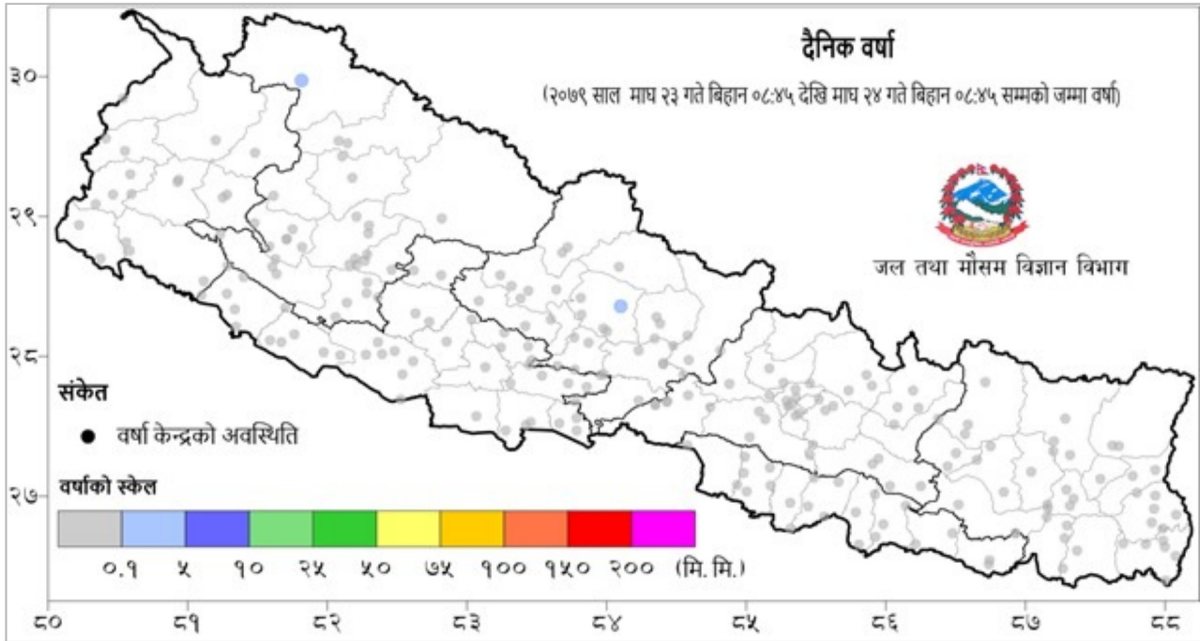 दैनिक वर्षा
(२०७९ साल माघ २३ गते बिहान ०८:४५ देखि माघ २४ गते बिहान ०८:४५ सम्मको जम्मा वर्षा)
जल तथा मौसम विज्ञान विभाग
३०
२९
२८
२७
संकेत
वर्षा केन्द्रको अवस्थिति
वर्षाको स्केल
०.१ ५ १० २५ ५० ७५ १०० १५० २०० (मि.मि.)
८० ८१ ८२ ८३ ८४ ८५ ८६ ८७ ८८